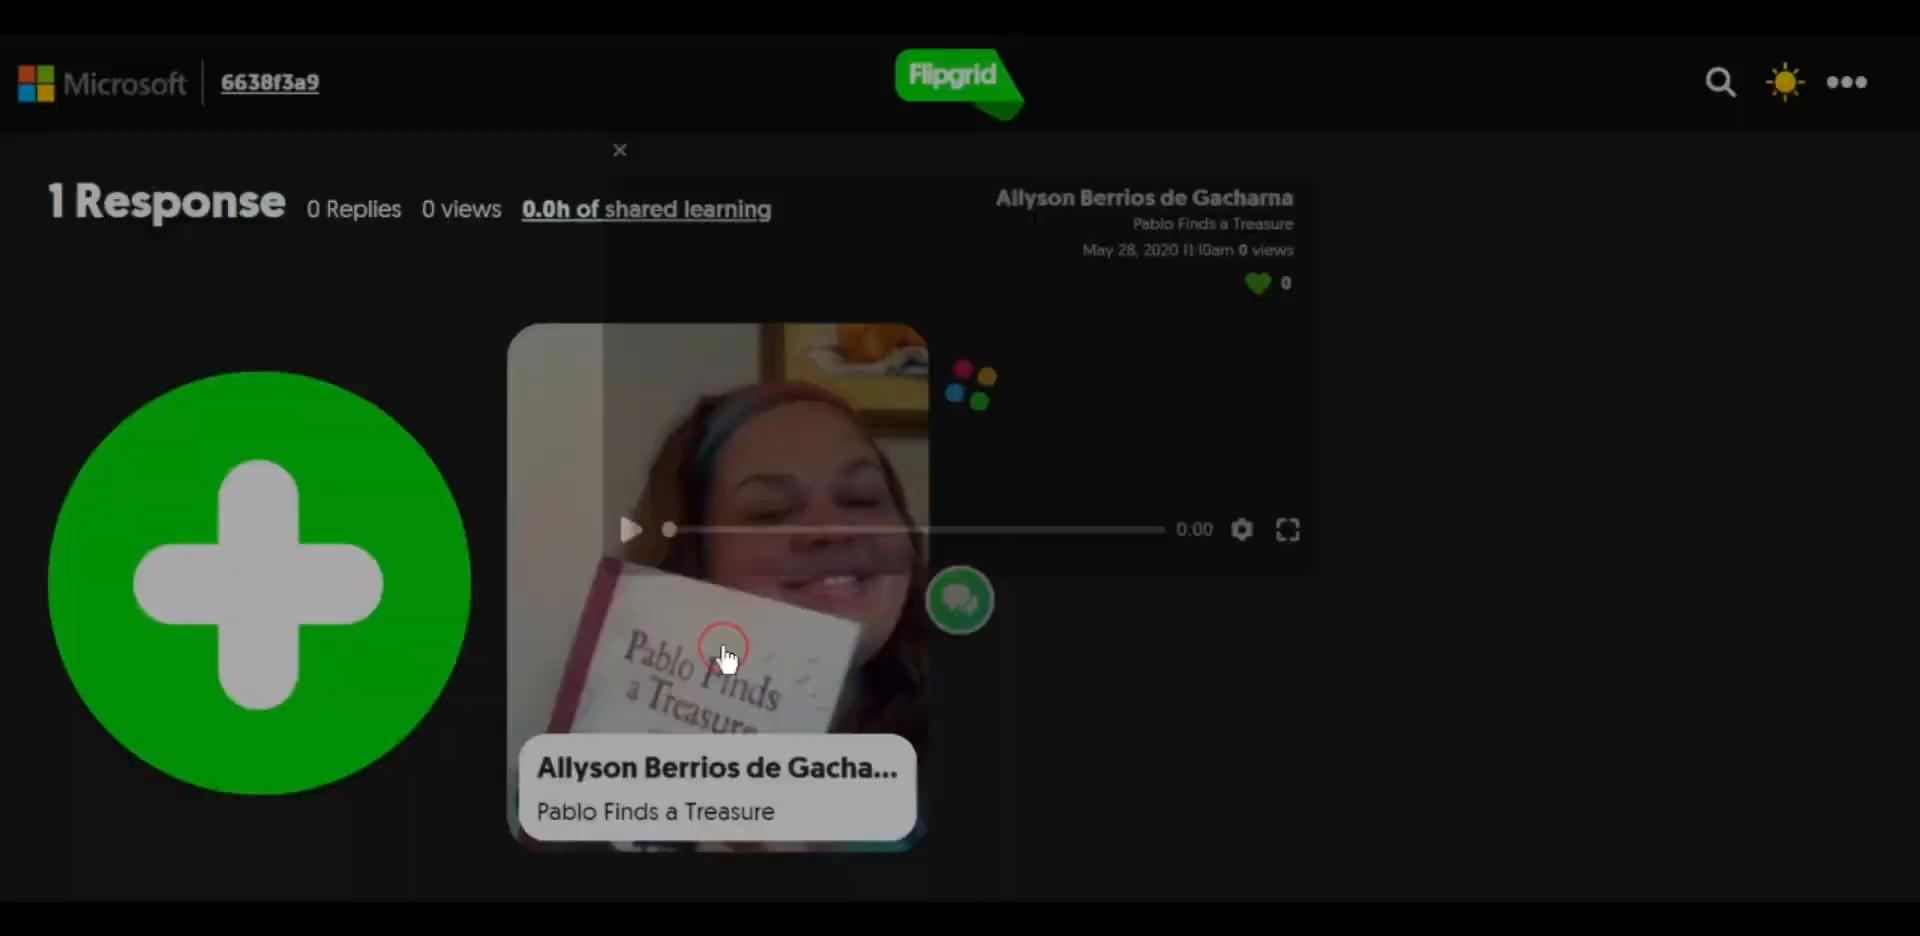 Microsoft
6638f3a9
Flipgrid
1 Response
0 Replies
0 views
0.0h of shared learning
Allyson Berrios de Gacharna
Pablo Finds a Treasure
May 28, 2020 11:10am 0 views
0
0:00
Pablo Finds
a Treasure
Allyson Berrios de Gacha...
Pablo Finds a Treasure